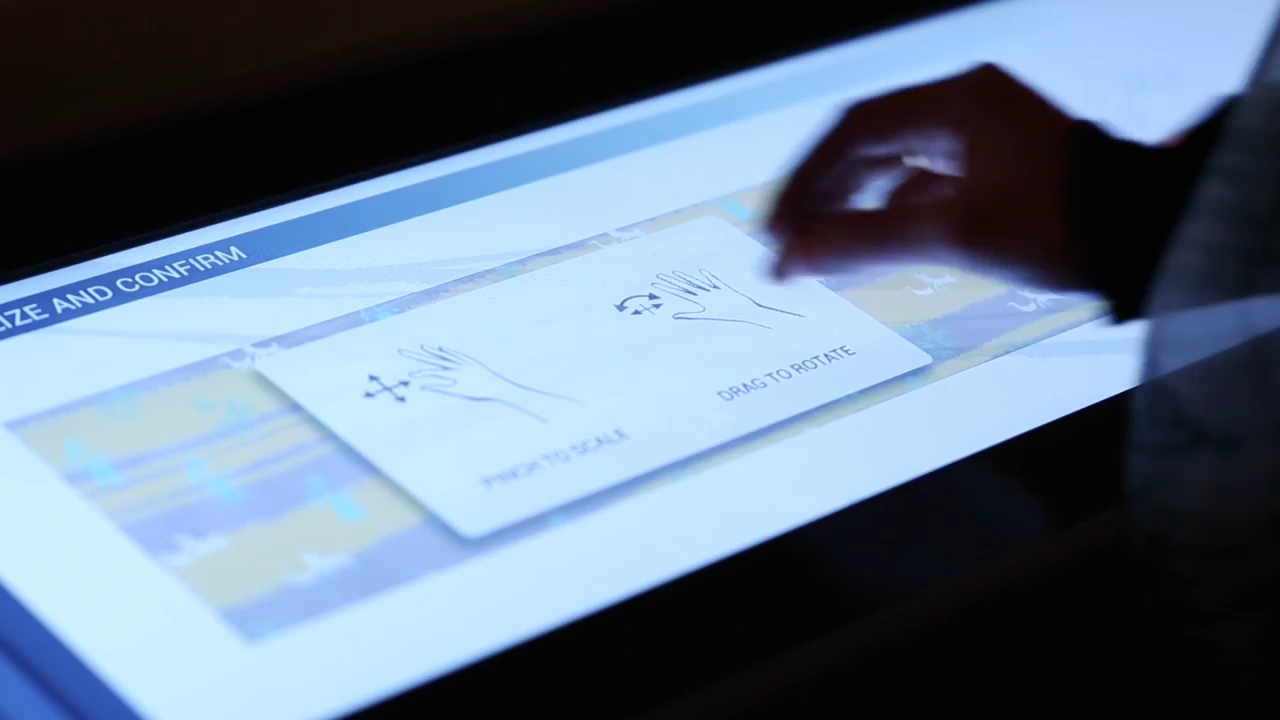 IZE AND CONFIRM
PINCH TO SCALE
DRAG TO ROTATE